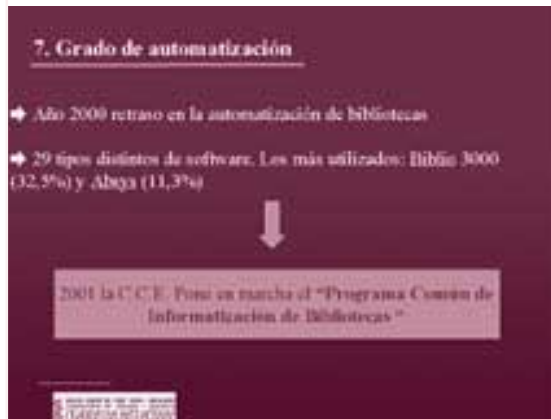 7. Grado de automatización
Año 2000 retraso en la automatización de bibliotecas
29 tipos distintos de software. Los más utilizados: Biblio 3000
(32,5%) y Absys (11,3%)
2001 la C.C.E. Pone en marcha el "Programa Común de
Informatización de Bibliotecas"